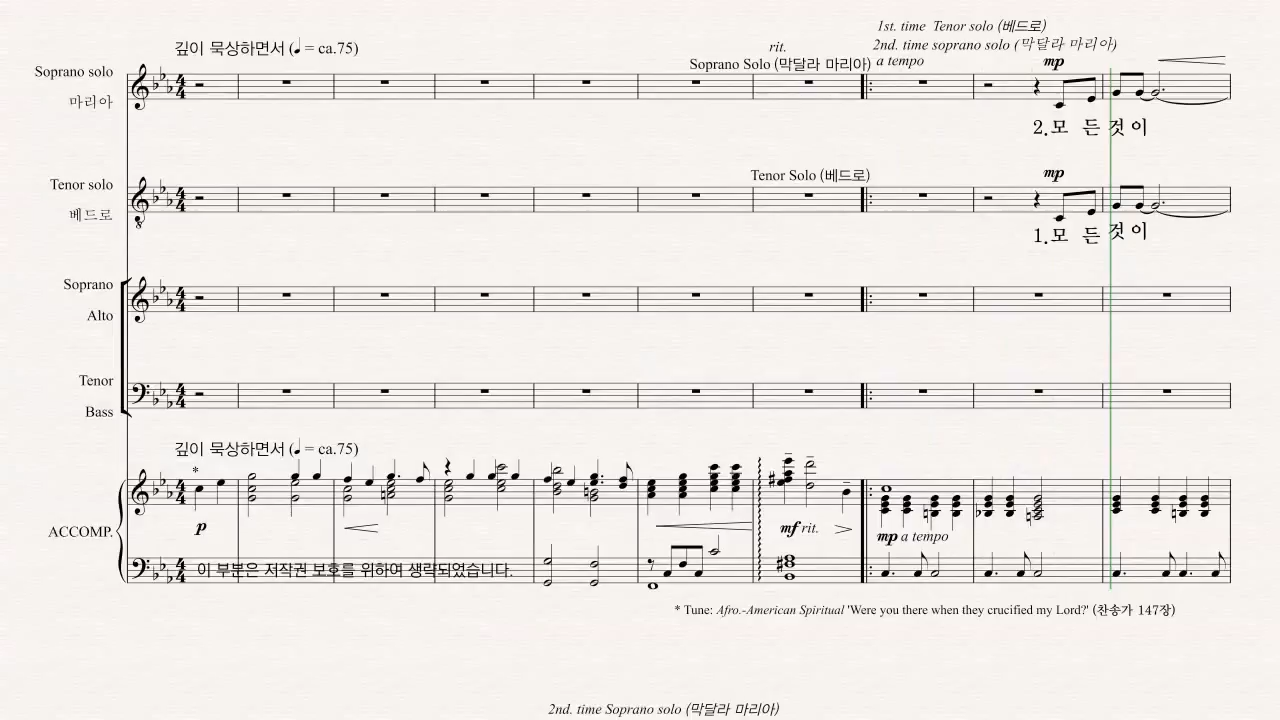 1st. time  Tenor solo (베드로)
깊이 묵상하면서 (♩ = ca.75)
rit.
2nd. time soprano solo (막달라 마리아)
Soprano Solo (막달라 마리아)
a tempo
mp
Soprano solo
마리아
2.모 든 것 이
Tenor Solo (베드로)
mp
Tenor solo
베드로
1.모 든 것 이
Soprano
Alto
Tenor
Bass
깊이 묵상하면서 (♩ = ca.75)
*
p
mf rit.
ACCOMP.
mp a tempo
이 부분은 저작권 보호를 위하여 생략되었습니다.
* Tune: Afro.-American Spiritual 'Were you there when they crucified my Lord?' (찬송가 147장)
2nd. time Soprano solo (막달라 마리아)